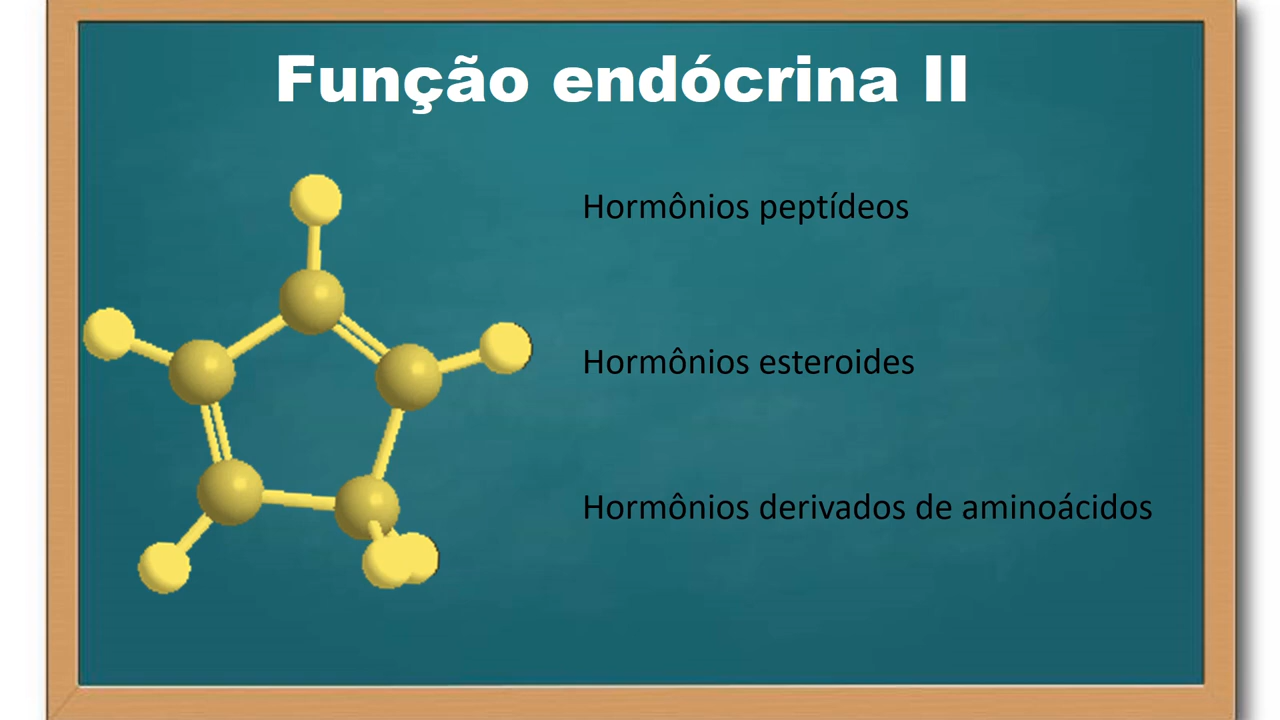 Função endócrina II
Hormônios peptídeos
Hormônios esteroides
Hormônios derivados de aminoácidos